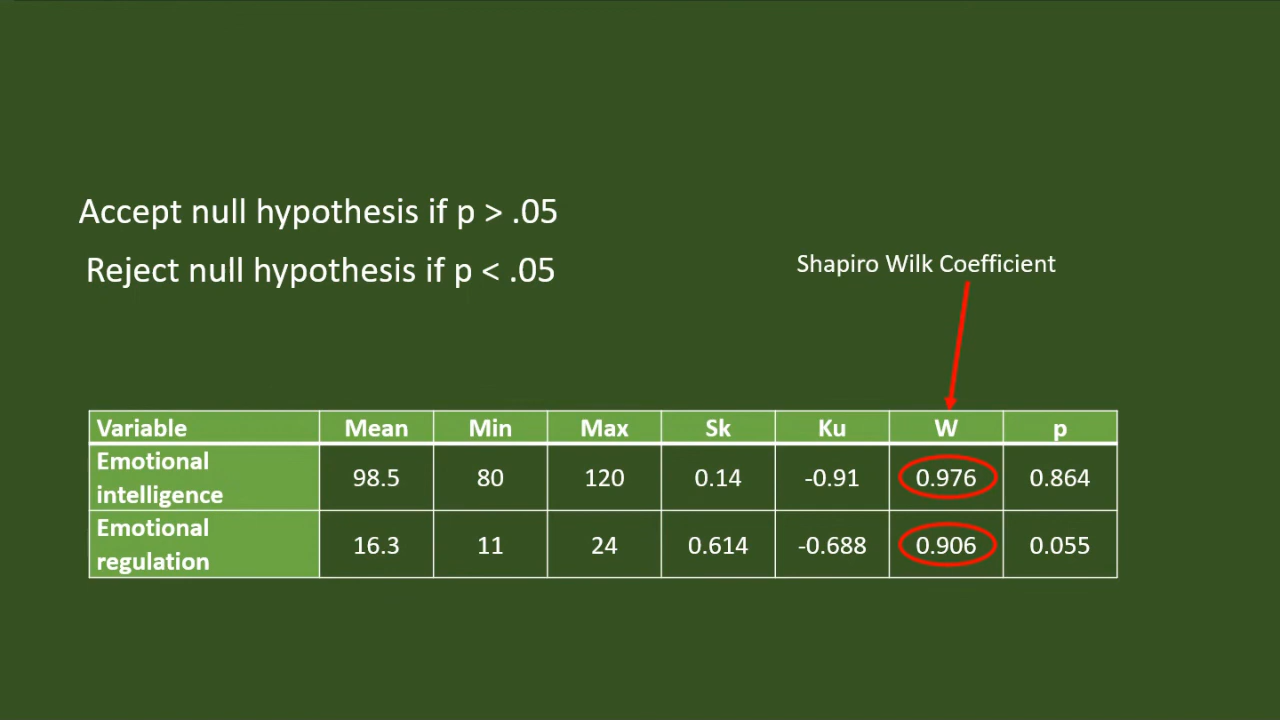 Accept null hypothesis if p > .05
Reject null hypothesis if p < .05
Shapiro Wilk Coefficient
Variable Mean Min Max Sk Ku W p
Emotional
intelligence 98.5 80 120 0.14 -0.91 0.976 0.864
Emotional
regulation 16.3 11 24 0.614 -0.688 0.906 0.055